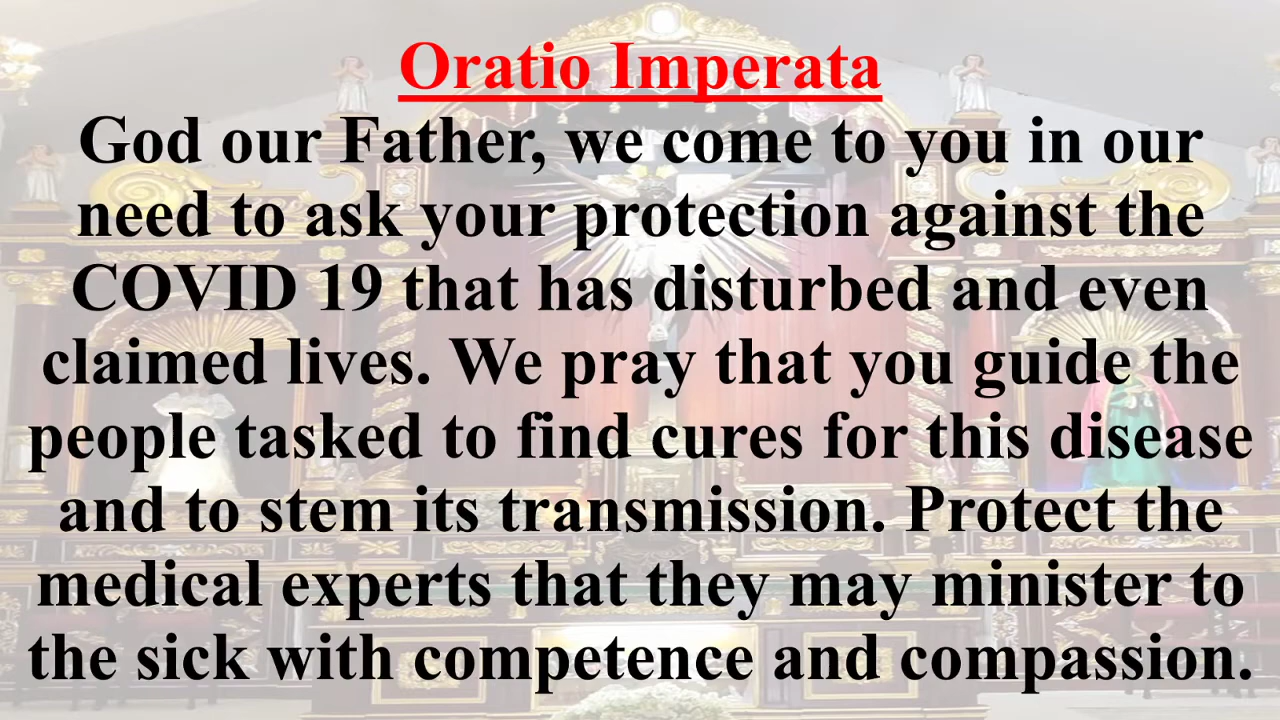 Oratio Imperata
God our Father, we come to you in our
need to ask your protection against the
COVID 19 that has disturbed and even
claimed lives. We pray that you guide the
people tasked to find cures for this disease
and to stem its transmission. Protect the
medical experts that they may minister to
the sick with competence and compassion.